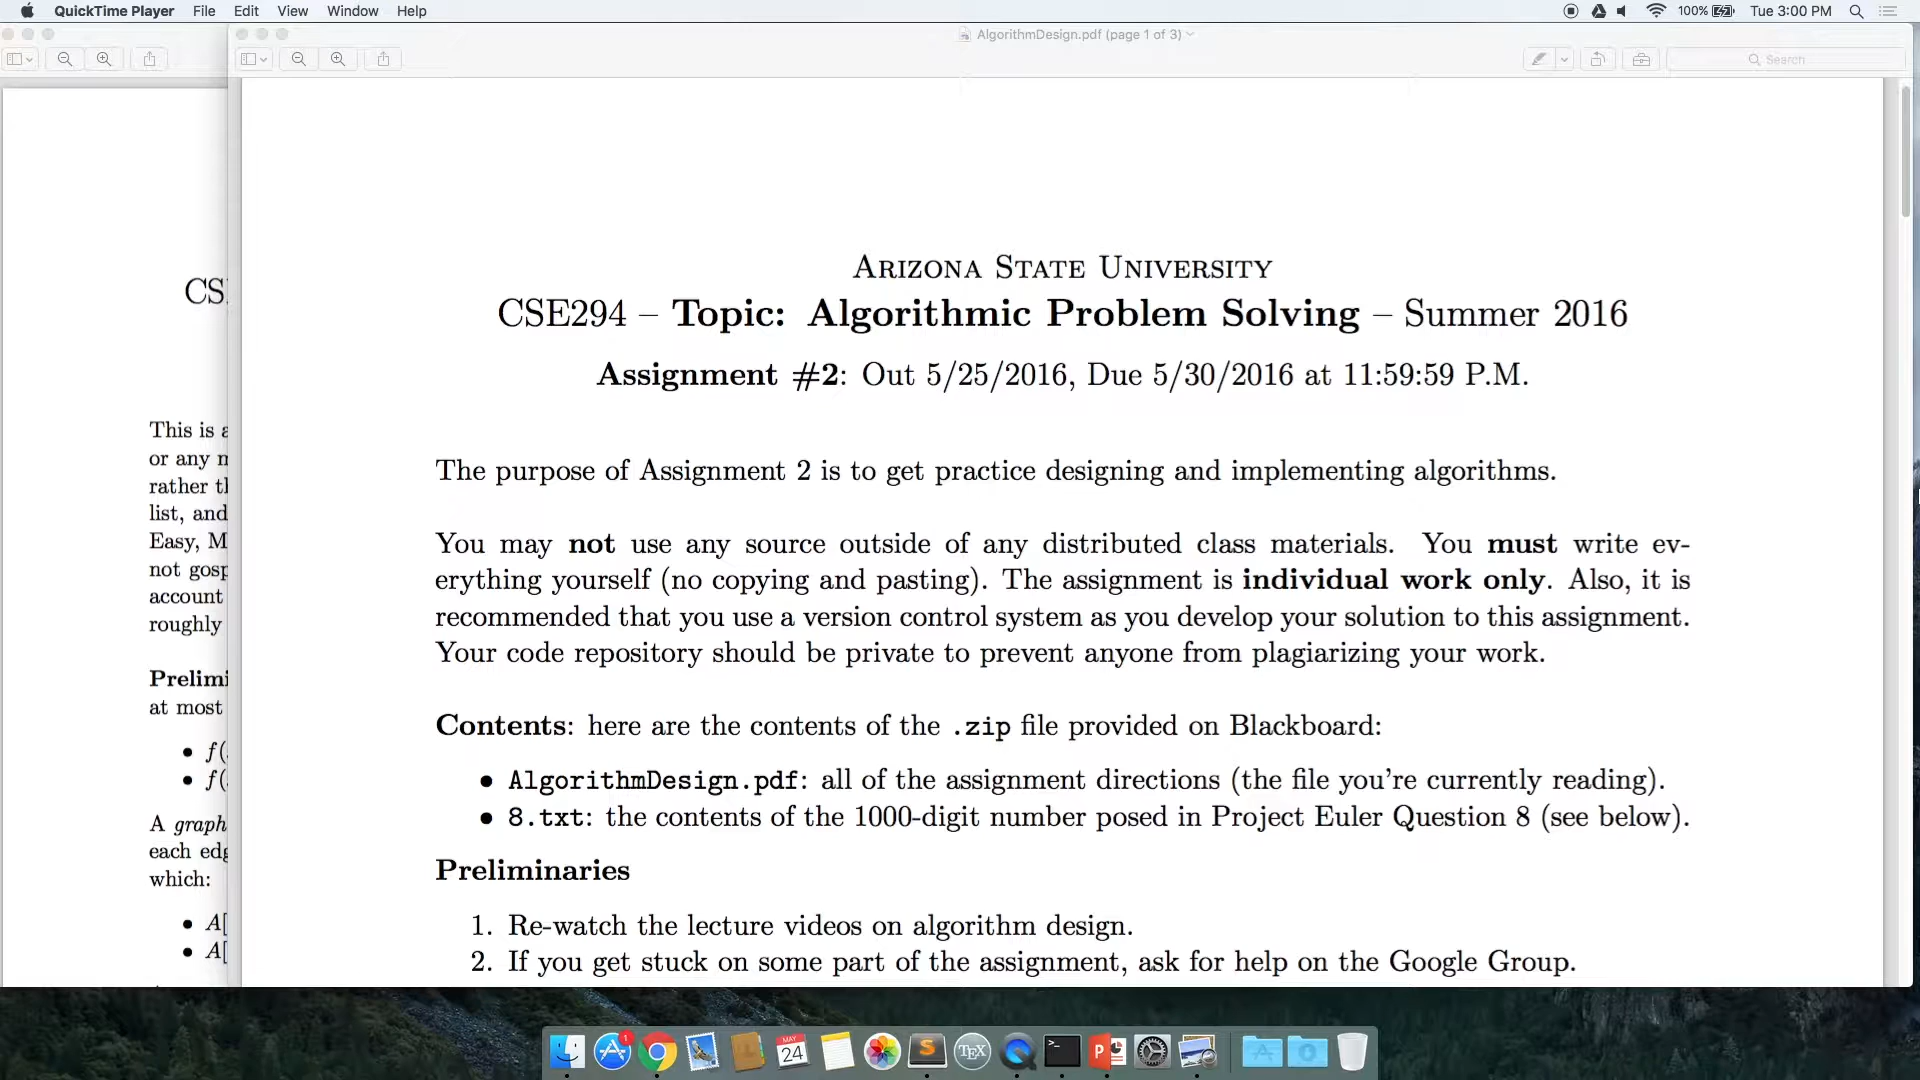 QuickTime Player File Edit View Window Help 100% Tue 3:00 PM
AlgorithmDesign.pdf (page 1 of 3)
Search
CS
This is a
or any m
rather th
list, and
Easy, M
not gosp
account
roughly
Prelimi
at most
• f(
• f(
A graph
each edg
which:
• A[
• A[
ARIZONA STATE UNIVERSITY
CSE294 – Topic: Algorithmic Problem Solving – Summer 2016
Assignment #2: Out 5/25/2016, Due 5/30/2016 at 11:59:59 P.M.
The purpose of Assignment 2 is to get practice designing and implementing algorithms.
You may not use any source outside of any distributed class materials. You must write ev-
erything yourself (no copying and pasting). The assignment is individual work only. Also, it is
recommended that you use a version control system as you develop your solution to this assignment.
Your code repository should be private to prevent anyone from plagiarizing your work.
Contents: here are the contents of the .zip file provided on Blackboard:
• AlgorithmDesign.pdf: all of the assignment directions (the file you're currently reading).
• 8.txt: the contents of the 1000-digit number posed in Project Euler Question 8 (see below).
Preliminaries
1. Re-watch the lecture videos on algorithm design.
2. If you get stuck on some part of the assignment, ask for help on the Google Group.
1
MAY
24
S
TEX
>_
P